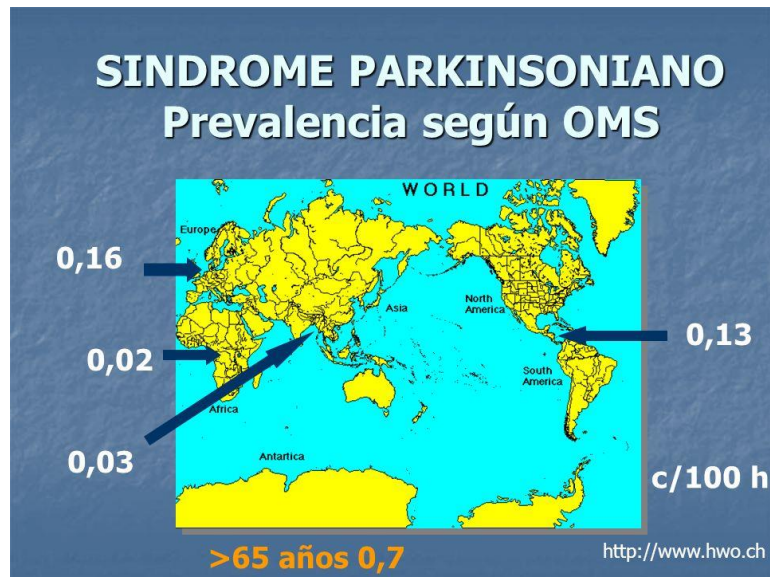 SINDROME PARKINSONIANO
Prevalencia según OMS
WORLD
Europe
0,16
Asia
North
America
0,13
0,02
South
America
Africa
0,03
Antartica
c/100 h
>65 años 0,7
http://www.hwo.ch